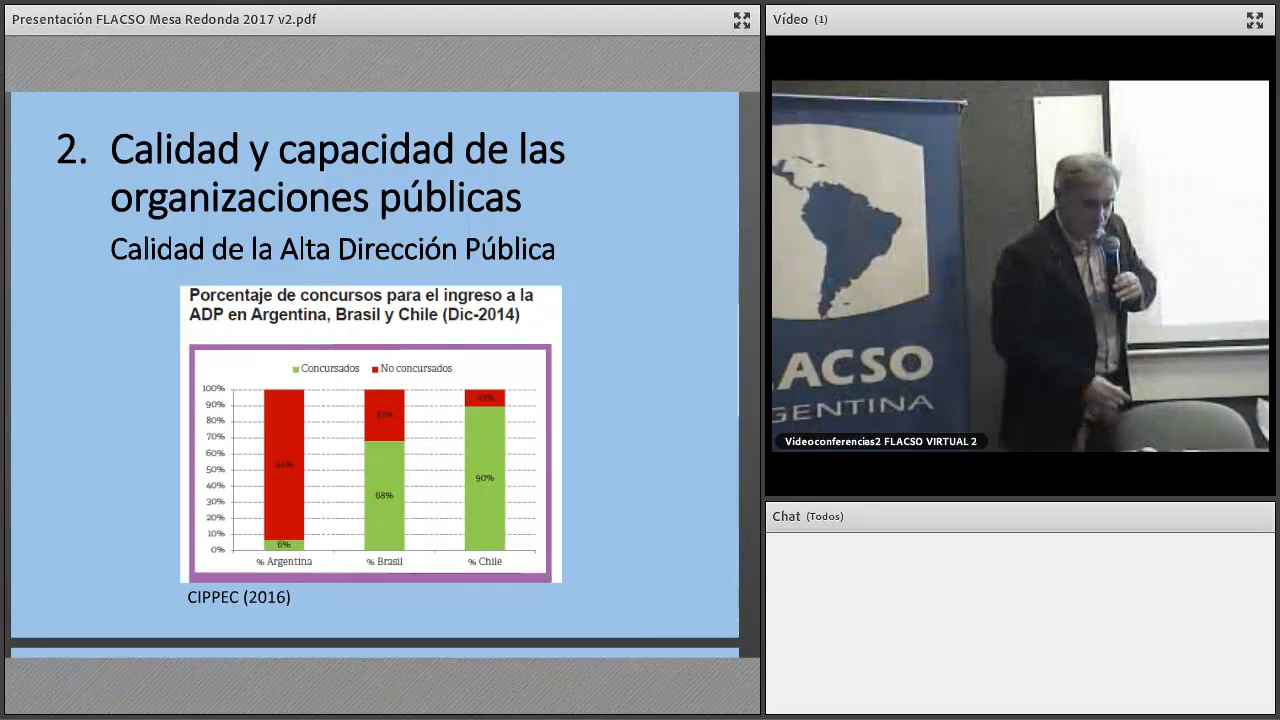 Presentación FLACSO Mesa Redonda 2017 v2.pdf
2. Calidad y capacidad de las
organizaciones públicas
Calidad de la Alta Dirección Pública
Porcentaje de concursos para el ingreso a la
ADP en Argentina, Brasil y Chile (Dic-2014)
Concursados No concursados
100%
90%
80%
70%
60%
50%
40%
30%
20%
10%
0%
94%
6%
68%
90%
% Argentina % Brasil % Chile
CIPPEC (2016)
Vídeo (1)
ACSO
GENTINA
Videoconferencias2 FLACSO VIRTUAL 2
Chat (Todos)